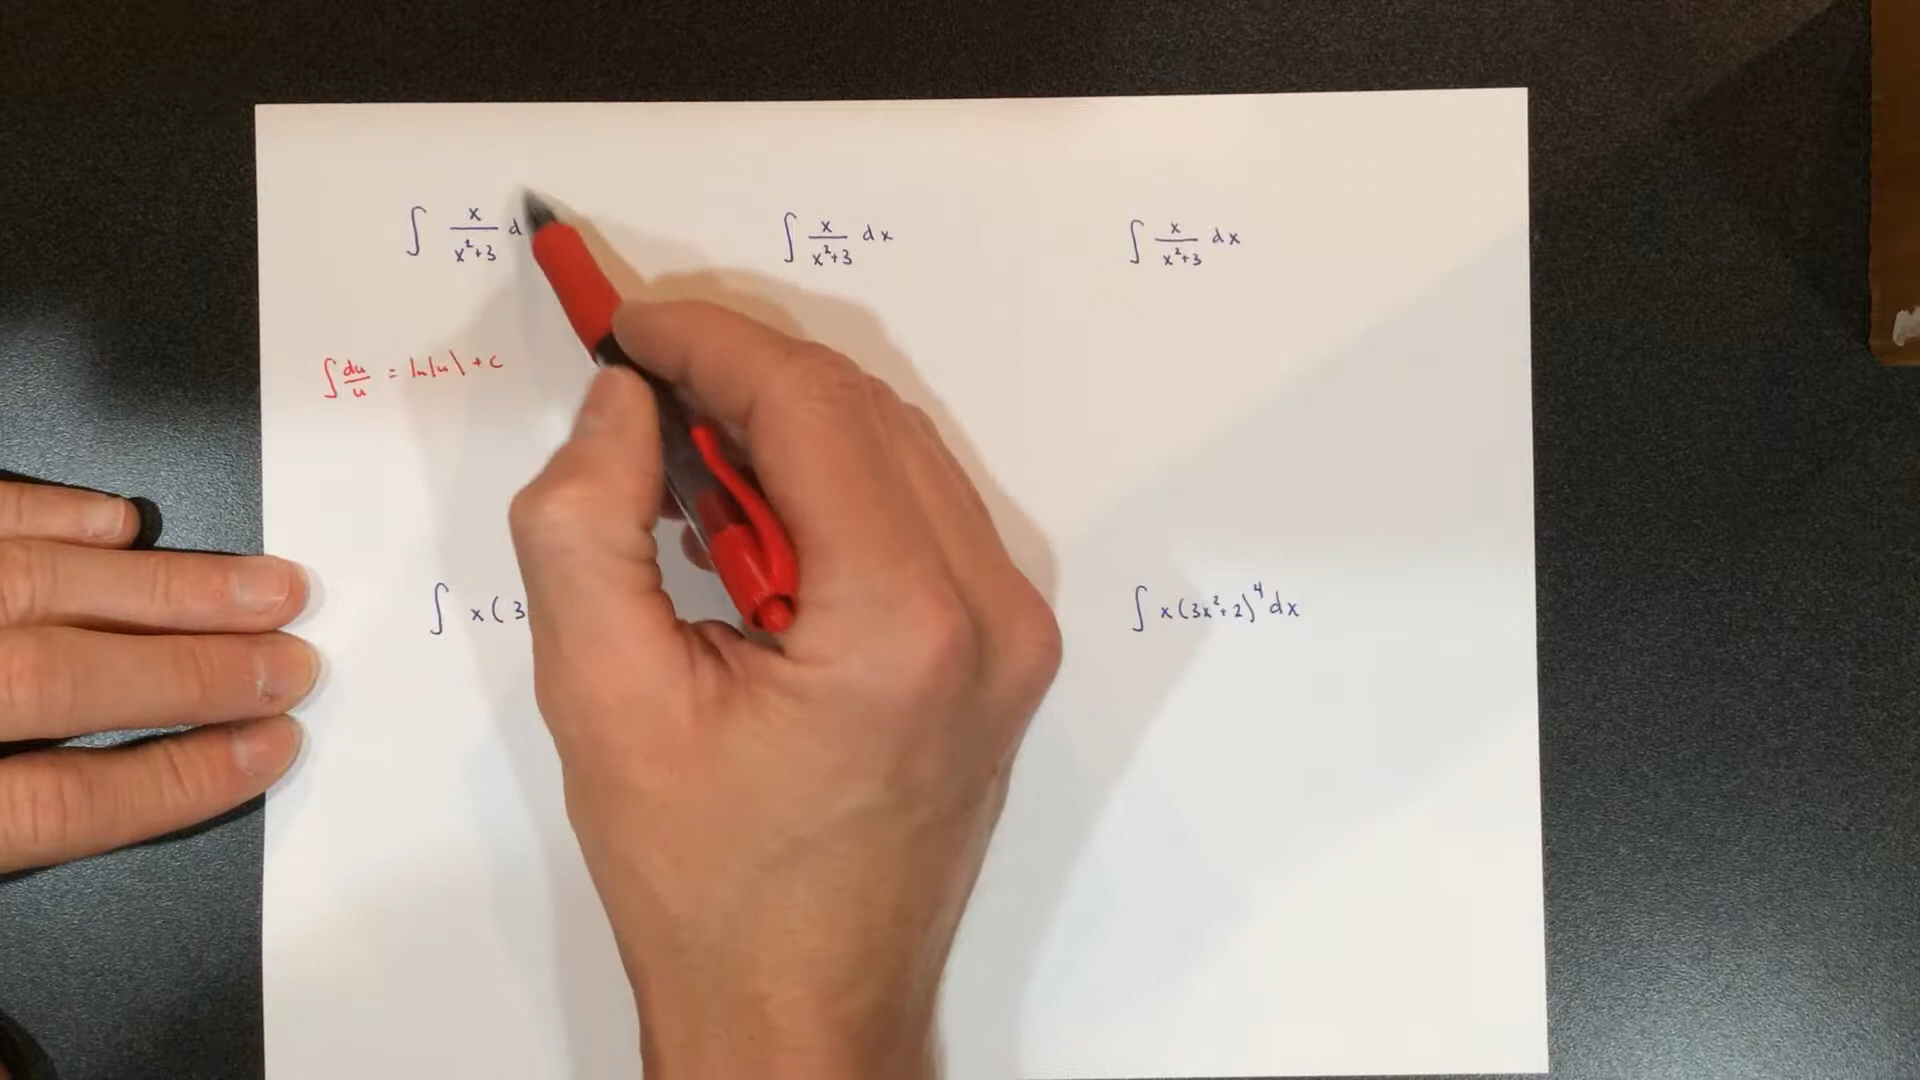 ∫ x/(x²+3) d
∫ x/(x²+3) dx
∫ x/(x²+3) dx
∫ du/u = ln|u| + c
∫ x(3
∫ x(3x²+2)⁴ dx